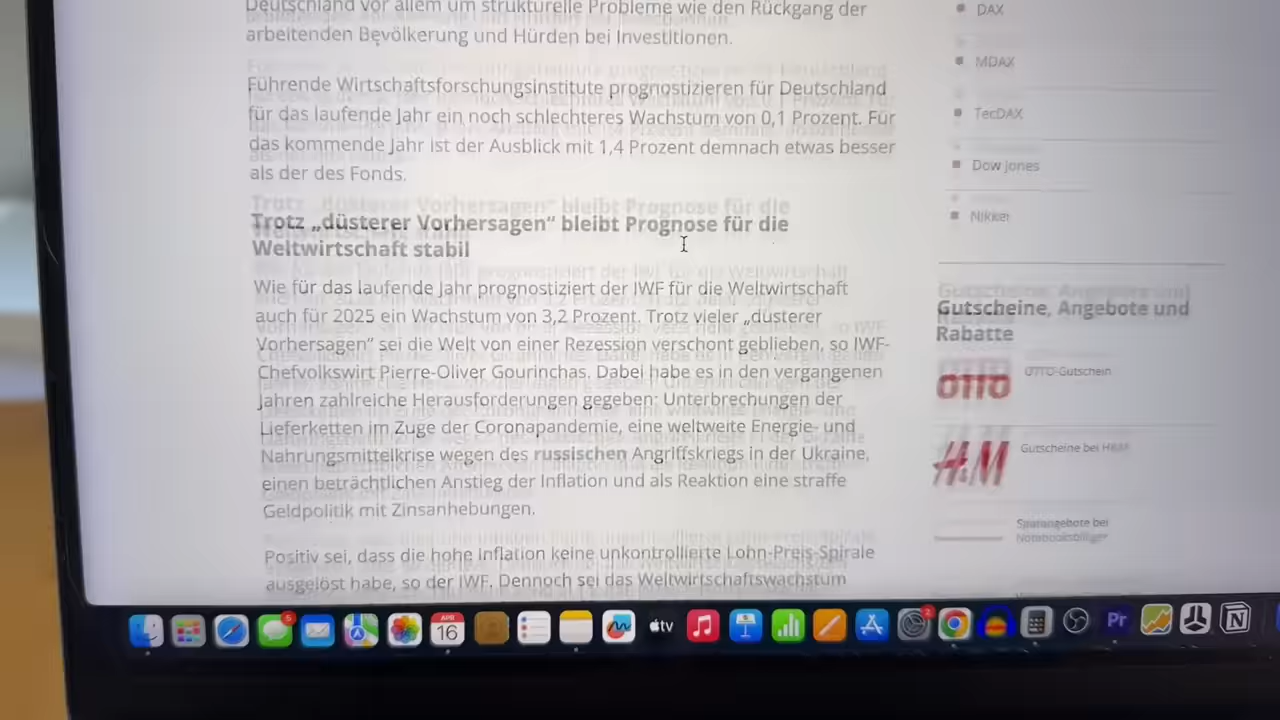 Deutschland vor allem um strukturelle Probleme wie den Rückgang der
arbeitenden Bevölkerung und Hürden bei Investitionen.
Führende Wirtschaftsforschungsinstitute prognostizieren für Deutschland
für das laufende Jahr ein noch schlechteres Wachstum von 0,1 Prozent. Für
das kommende Jahr ist der Ausblick mit 1,4 Prozent demnach etwas besser
als der des Fonds.
Trotz „düsterer Vorhersagen“ bleibt Prognose für die
Weltwirtschaft stabil
Wie für das laufende Jahr prognostiziert der IWF für die Weltwirtschaft
auch für 2025 ein Wachstum von 3,2 Prozent. Trotz vieler „düsterer
Vorhersagen“ sei die Welt von einer Rezession verschont geblieben, so IWF-
Chefvolkswirt Pierre-Oliver Gourinchas. Dabei habe es in den vergangenen
Jahren zahlreiche Herausforderungen gegeben: Unterbrechungen der
Lieferketten im Zuge der Coronapandemie, eine weltweite Energie- und
Nahrungsmittelkrise wegen des russischen Angriffskriegs in der Ukraine,
einen beträchtlichen Anstieg der Inflation und als Reaktion eine straffe
Geldpolitik mit Zinsanhebungen.
Positiv sei, dass die hohe Inflation keine unkontrollierte Lohn-Preis-Spirale
ausgelöst habe, so der IWF. Dennoch sei das Weltwirtschaftswachstum
DAX
MDAX
TecDAX
Dow Jones
Nikkei
Gutscheine, Angebote und
Rabatte
OTTO
OTTO-Gutschein
H&M
Gutscheine bei H&M
Sparangebote bei
Notebooksbilliger
5
APR
16
tv
2
Pr
N